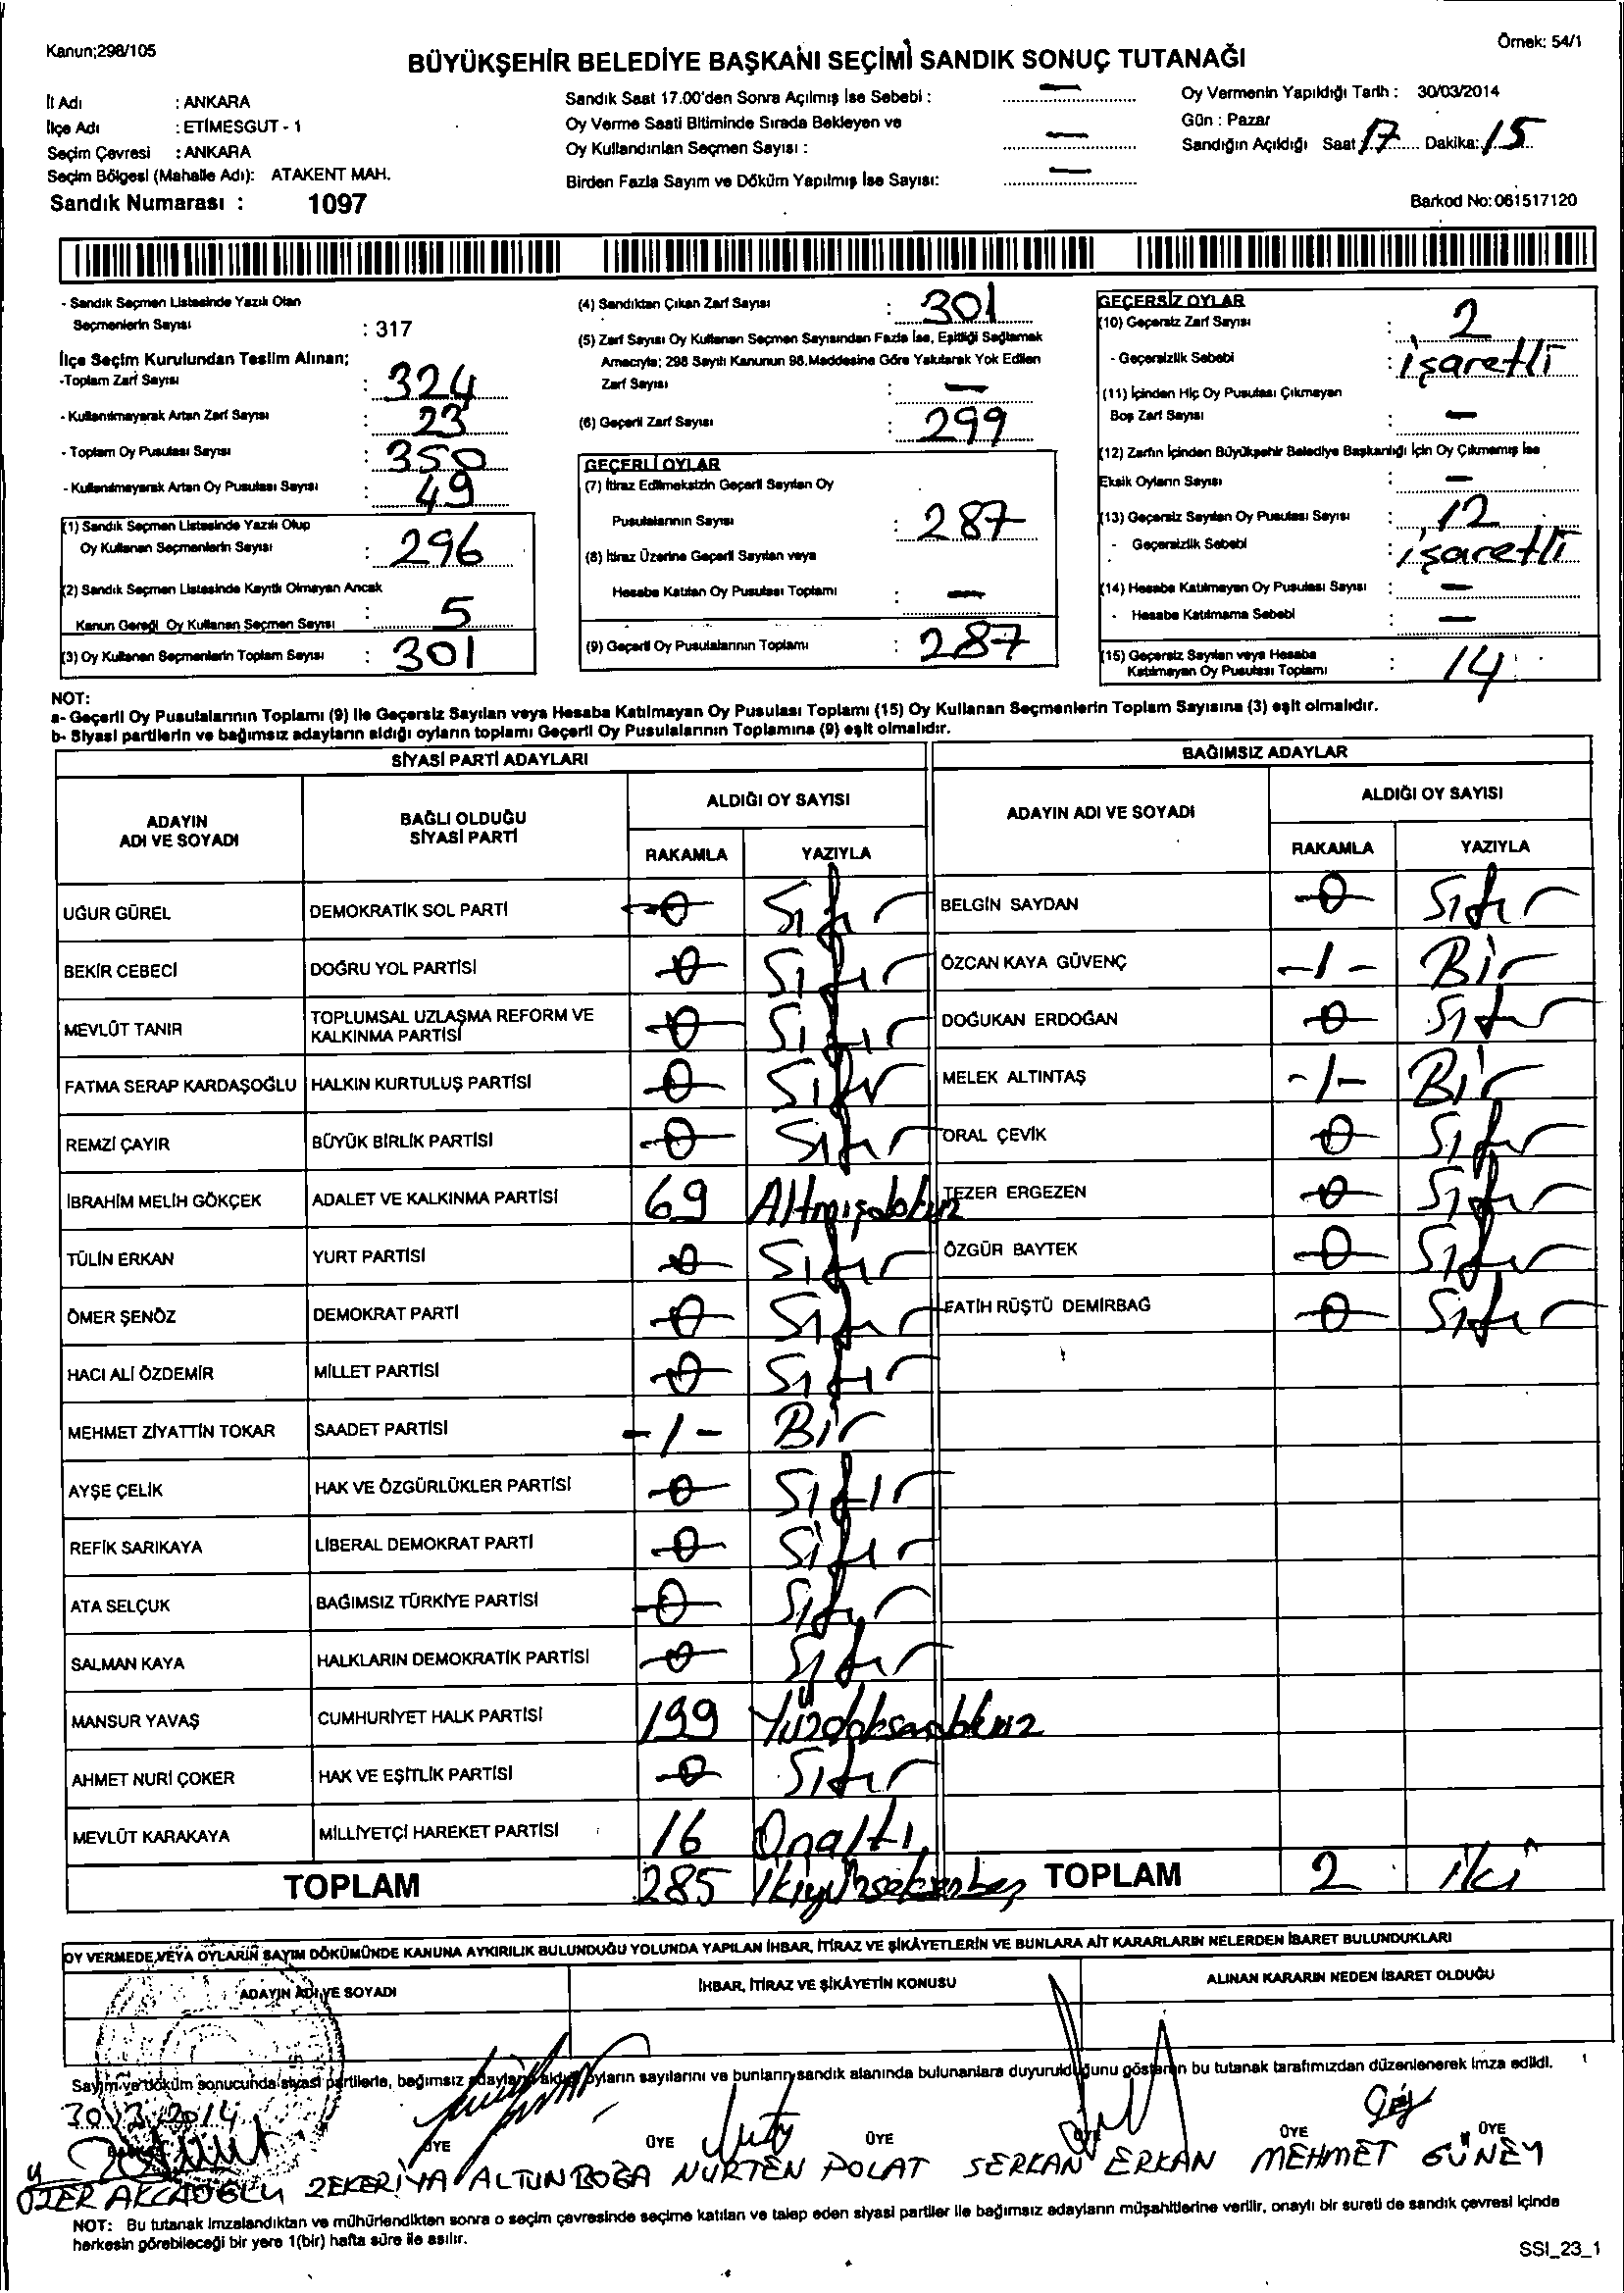 Kanun;298/105
Örnek: 54/1
BÜYÜKŞEHİR BELEDİYE BAŞKANI SEÇİMİ SANDIK SONUÇ TUTANAĞI
İl Adı : ANKARA
İlçe Adı : ETİMESGUT - 1
Seçim Çevresi : ANKARA
Seçim Bölgesi (Mahalle Adı): ATAKENT MAH.
Sandık Numarası : 1097
Sandık Saat 17.00'den Sonra Açılmış İse Sebebi : —
Oy Verme Saati Bitiminde Sırada Bekleyen ve
Oy Kullandırılan Seçmen Sayısı : —
Birden Fazla Sayım ve Döküm Yapılmış İse Sayısı: —
Oy Vermenin Yapıldığı Tarih : 30/03/2014
Gün : Pazar
Sandığın Açıldığı Saat 17 Dakika: 15
Barkod No:061517120
- Sandık Seçmen Listesinde Yazılı Olan
Seçmenlerin Sayısı : 317
İlçe Seçim Kurulundan Teslim Alınan;
-Toplam Zarf Sayısı : 324
- Kullanılmayarak Artan Zarf Sayısı : 23
- Toplam Oy Pusulası Sayısı : 350
- Kullanılmayarak Artan Oy Pusulası Sayısı : 49
(1) Sandık Seçmen Listesinde Yazılı Olup
Oy Kullanan Seçmenlerin Sayısı : 296
(2) Sandık Seçmen Listesinde Kayıtlı Olmayan Ancak
Kanun Gereği Oy Kullanan Seçmen Sayısı : 5
(3) Oy Kullanan Seçmenlerin Toplam Sayısı : 301
(4) Sandıktan Çıkan Zarf Sayısı : 301
(5) Zarf Sayısı Oy Kullanan Seçmen Sayısından Fazla İse, Eşitliği Sağlamak
Amacıyla; 298 Sayılı Kanunun 98.Maddesine Göre Yakılarak Yok Edilen
Zarf Sayısı : —
(6) Geçerli Zarf Sayısı : 299
GEÇERLİ OYLAR
(7) İtiraz Edilmeksizin Geçerli Sayılan Oy
Pusulalarının Sayısı : 287
(8) İtiraz Üzerine Geçerli Sayılan veya
Hesaba Katılan Oy Pusulası Toplamı : —
(9) Geçerli Oy Pusulalarının Toplamı : 287
GEÇERSİZ OYLAR
(10) Geçersiz Zarf Sayısı : 2
- Geçersizlik Sebebi : işaretli
(11) İçinden Hiç Oy Pusulası Çıkmayan
Boş Zarf Sayısı : —
(12) Zarfın İçinden Büyükşehir Belediye Başkanlığı İçin Oy Çıkmamış İse
Eksik Oyların Sayısı : —
(13) Geçersiz Sayılan Oy Pusulası Sayısı : 12
- Geçersizlik Sebebi : işaretli
(14) Hesaba Katılmayan Oy Pusulası Sayısı : —
- Hesaba Katılmama Sebebi : —
(15) Geçersiz Sayılan veya Hesaba
Katılmayan Oy Pusulası Toplamı : 14
NOT:
a- Geçerli Oy Pusulalarının Toplamı (9) ile Geçersiz Sayılan veya Hesaba Katılmayan Oy Pusulası Toplamı (15) Oy Kullanan Seçmenlerin Toplam Sayısına (3) eşit olmalıdır.
b- Siyasi partilerin ve bağımsız adayların aldığı oyların toplamı Geçerli Oy Pusulalarının Toplamına (9) eşit olmalıdır.
SİYASİ PARTİ ADAYLARI
ADAYIN ADI VE SOYADI BAĞLI OLDUĞU SİYASİ PARTİ ALDIĞI OY SAYISI RAKAMLA YAZIYLA
UĞUR GÜREL DEMOKRATİK SOL PARTİ 0 Sıfır
BEKİR CEBECİ DOĞRU YOL PARTİSİ 0 Sıfır
MEVLÜT TANIR TOPLUMSAL UZLAŞMA REFORM VE KALKINMA PARTİSİ 0 Sıfır
FATMA SERAP KARDAŞOĞLU HALKIN KURTULUŞ PARTİSİ 0 Sıfır
REMZİ ÇAYIR BÜYÜK BİRLİK PARTİSİ 0 Sıfır
İBRAHİM MELİH GÖKÇEK ADALET VE KALKINMA PARTİSİ 69 Altmışdokuz
TÜLİN ERKAN YURT PARTİSİ 0 Sıfır
ÖMER ŞENÖZ DEMOKRAT PARTİ 0 Sıfır
HACI ALİ ÖZDEMİR MİLLET PARTİSİ 0 Sıfır
MEHMET ZİYATTİN TOKAR SAADET PARTİSİ -1- Bir
AYŞE ÇELİK HAK VE ÖZGÜRLÜKLER PARTİSİ 0 Sıfır
REFİK SARIKAYA LİBERAL DEMOKRAT PARTİ 0 Sıfır
ATA SELÇUK BAĞIMSIZ TÜRKİYE PARTİSİ 0 Sıfır
SALMAN KAYA HALKLARIN DEMOKRATİK PARTİSİ 0 Sıfır
MANSUR YAVAŞ CUMHURİYET HALK PARTİSİ 199 Yüzdoksandokuz
AHMET NURİ ÇOKER HAK VE EŞİTLİK PARTİSİ 0 Sıfır
MEVLÜT KARAKAYA MİLLİYETÇİ HAREKET PARTİSİ 16 Onaltı
TOPLAM 285 İkiyüzseksenbeş
BAĞIMSIZ ADAYLAR
ADAYIN ADI VE SOYADI ALDIĞI OY SAYISI RAKAMLA YAZIYLA
BELGİN SAYDAN 0 Sıfır
ÖZCAN KAYA GÜVENÇ -1- Bir
DOĞUKAN ERDOĞAN 0 Sıfır
MELEK ALTINTAŞ -1- Bir
ORAL ÇEVİK 0 Sıfır
TEZER ERGEZEN 0 Sıfır
ÖZGÜR BAYTEK 0 Sıfır
FATİH RÜŞTÜ DEMİRBAĞ 0 Sıfır
TOPLAM 2 iki
OY VERMEDE VEYA OYLARIN SAYIM DÖKÜMÜNDE KANUNA AYKIRILIK BULUNDUĞU YOLUNDA YAPILAN İHBAR, İTİRAZ VE ŞİKÂYETLERİN VE BUNLARA AİT KARARLARIN NELERDEN İBARET BULUNDUKLARI
ADAYIN ADI VE SOYADI İHBAR, İTİRAZ VE ŞİKÂYETİN KONUSU ALINAN KARARIN NEDEN İBARET OLDUĞU
Sayım ve döküm sonucunda siyasi partilerle, bağımsız adayların aldığı oyların sayılarını ve bunların sandık alanında bulunanlara duyurulduğunu gösteren bu tutanak tarafımızdan düzenlenerek imza edildi.
30/3/2014
ÜYE ÜYE ÜYE ÜYE ÜYE ÜYE
ÖZER AKCAOĞLU ZEKERİYA ALTUNBOĞA NURTEN POLAT SERKAN ERKAN MEHMET GÜNEY
NOT: Bu tutanak imzalandıktan ve mühürlendikten sonra o seçim çevresinde seçime katılan ve talep eden siyasi partiler ile bağımsız adayların müşahitlerine verilir, onaylı bir sureti de sandık çevresi içinde
herkesin görebileceği bir yere 1(bir) hafta süre ile asılır.
SSI_23_1